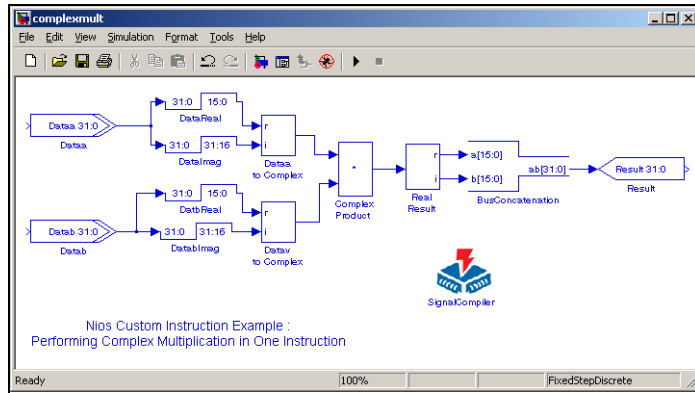 complexmult
File Edit View Simulation Format Tools Help
Dataa 31:0
Dataa
31:0 15:0
DataReal
31:0 31:16
DataImag
r
i
Dataa
to Complex
Datab 31:0
Datab
31:0 15:0
DatbReal
31:0 31:16
DatabImag
r
i
Datav
to Complex
*
Complex
Product
r
i
Real
Result
a[15:0]
b[15:0]
ab[31:0]
BusConcatenation
Result 31:0
Result
SignalCompiler
Nios Custom Instruction Example :
Performing Complex Multiplication in One Instruction
Ready 100% FixedStepDiscrete